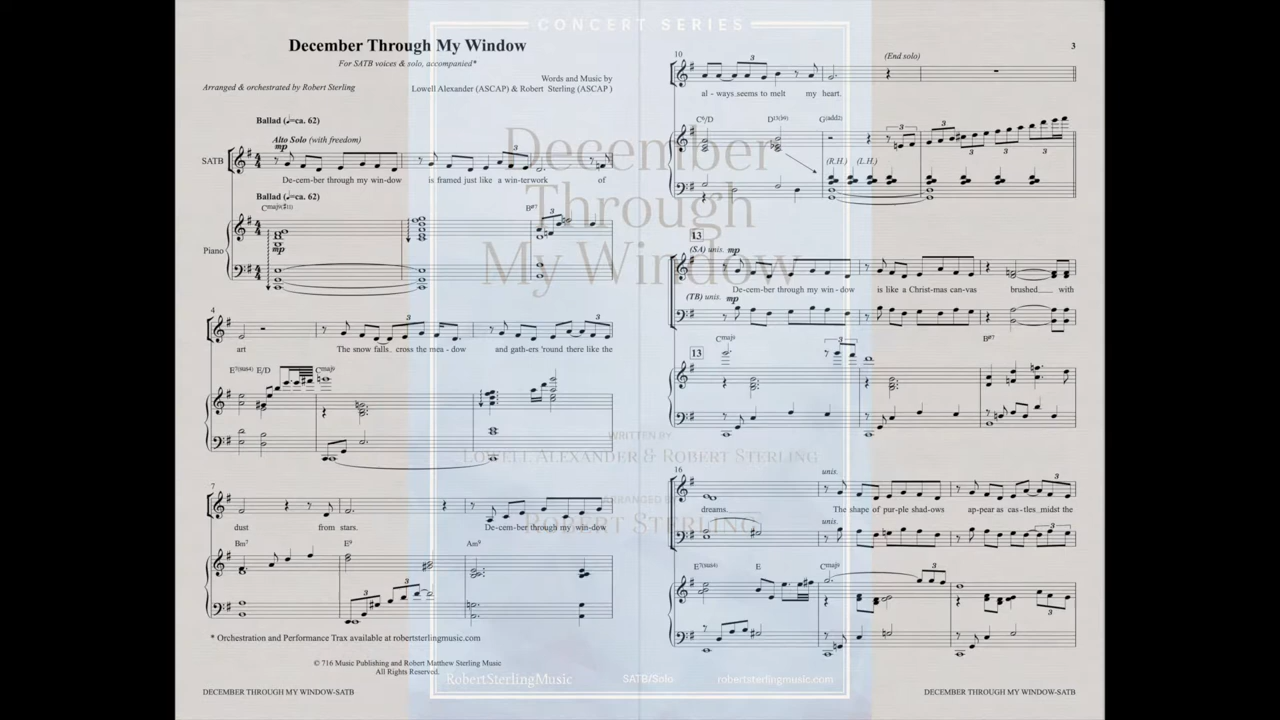 CONCERT SERIES
December
Through
My Window
WRITTEN BY
LOWELL ALEXANDER & ROBERT STERLING
ARRANGED BY
ROBERT STERLING
RobertSterlingMusic
SATB/Solo
robertsterlingmusic.com
December Through My Window
For SATB voices & solo, accompanied*
Words and Music by
Arranged & orchestrated by Robert Sterling
Lowell Alexander (ASCAP) & Robert Sterling (ASCAP )
Ballad (♩=ca. 62)
Alto Solo (with freedom)
mp
SATB
De-cem-ber through my win-dow is framed just like a win-terwork of
Ballad (♩=ca. 62)
Piano
mp
4
art The snow falls cross the mea - dow and gath-ers 'round there like the
E7(sus4) E/D Cmaj9
7
dust from stars. De-cem-ber through my win-dow
Bm7 E9 Am9
* Orchestration and Performance Trax available at robertsterlingmusic.com
© 716 Music Publishing and Robert Matthew Sterling Music
All Rights Reserved.
DECEMBER THROUGH MY WINDOW-SATB
3
10
(End solo)
al - ways seems to melt my heart.
G(add2)
(R.H.) (L.H.)
13
(SA) unis. mp
De-cem-ber through my win - dow is like a Christ-mas can-vas brushed with
(TB) unis. mp
13
16
unis.
dreams. The shape of pur-ple shad-ows ap-pear as cas-tles midst the
unis.
E7(sus4) E Cmaj9
DECEMBER THROUGH MY WINDOW-SATB